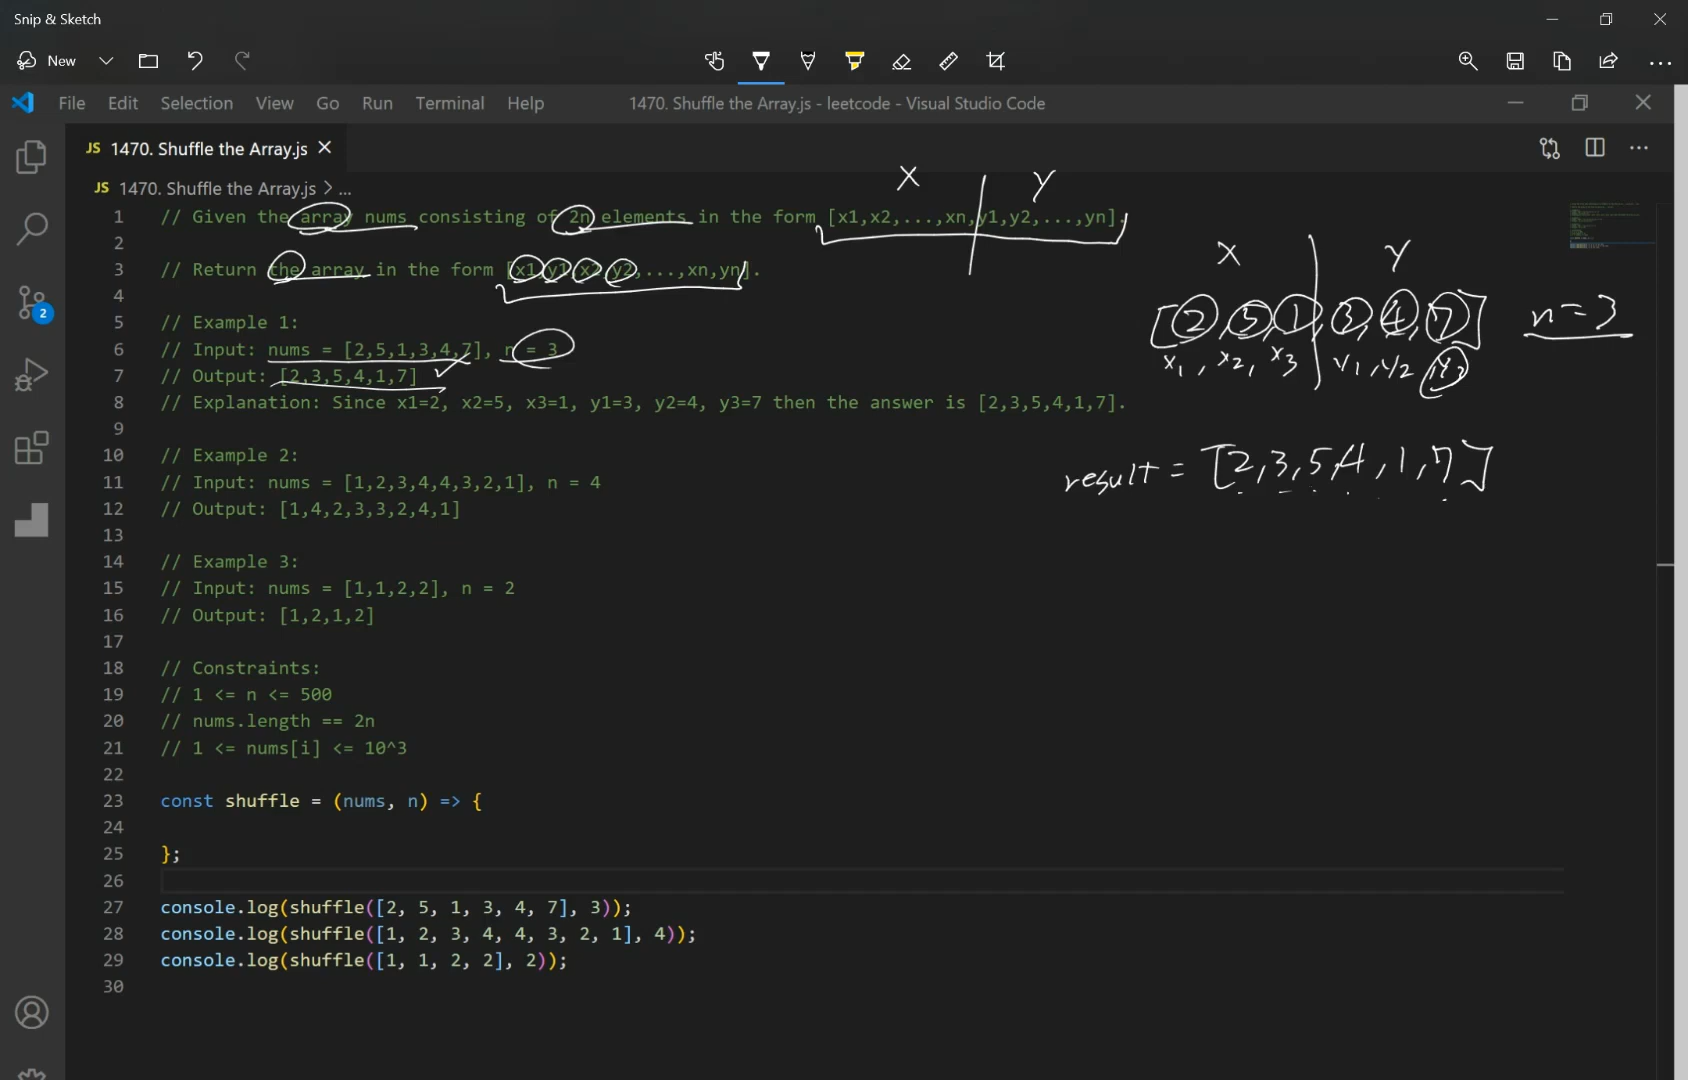 Snip & Sketch
New
File Edit Selection View Go Run Terminal Help 1470. Shuffle the Array.js - leetcode - Visual Studio Code
JS 1470. Shuffle the Array.js
JS 1470. Shuffle the Array.js > ...
X Y
1 // Given the array nums consisting of 2n elements in the form [x1,x2,...,xn,y1,y2,...,yn].
2
3 // Return the array in the form [x1,y1,x2,y2,...,xn,yn].
4
5 // Example 1:
6 // Input: nums = [2,5,1,3,4,7], n = 3
7 // Output: [2,3,5,4,1,7]
8 // Explanation: Since x1=2, x2=5, x3=1, y1=3, y2=4, y3=7 then the answer is [2,3,5,4,1,7].
9
10 // Example 2:
11 // Input: nums = [1,2,3,4,4,3,2,1], n = 4
12 // Output: [1,4,2,3,3,2,4,1]
13
14 // Example 3:
15 // Input: nums = [1,1,2,2], n = 2
16 // Output: [1,2,1,2]
17
18 // Constraints:
19 // 1 <= n <= 500
20 // nums.length == 2n
21 // 1 <= nums[i] <= 10^3
22
23 const shuffle = (nums, n) => {
24
25 };
26
27 console.log(shuffle([2, 5, 1, 3, 4, 7], 3));
28 console.log(shuffle([1, 2, 3, 4, 4, 3, 2, 1], 4));
29 console.log(shuffle([1, 1, 2, 2], 2));
30
X Y
[2,5,1,3,4,7] n=3
x1, x2, x3 y1, y2, y3
result = [2,3,5,4,1,7]
2